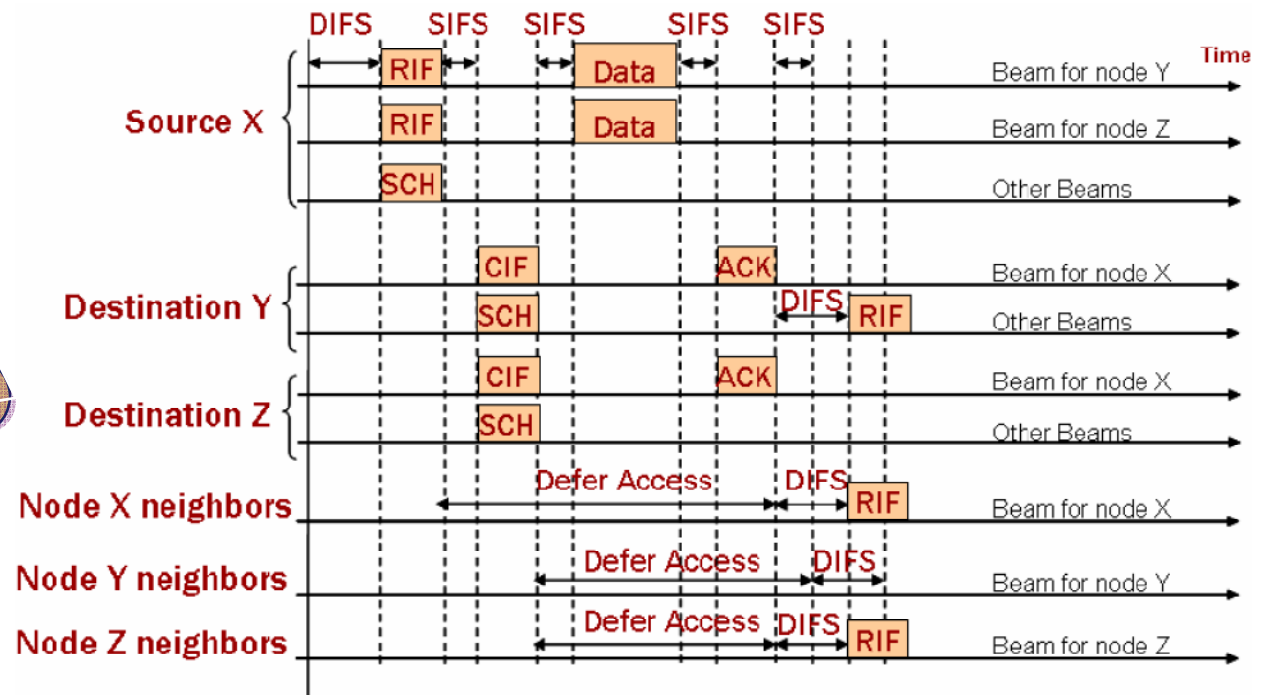 DIFS SIFS SIFS SIFS SIFS
Time
RIF Data Beam for node Y
Source X RIF Data Beam for node Z
SCH Other Beams
CIF ACK Beam for node X
Destination Y SCH DIFS RIF Other Beams
CIF ACK Beam for node X
Destination Z SCH Other Beams
Defer Access DIFS
Node X neighbors RIF Beam for node X
Defer Access DIFS
Node Y neighbors Beam for node Y
Defer Access DIFS
Node Z neighbors RIF Beam for node Z